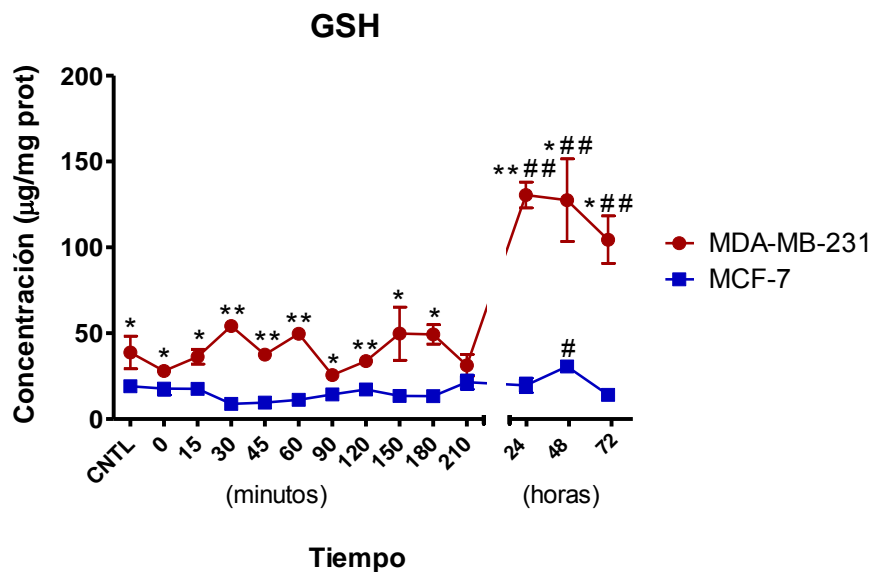 GSH
Concentración (µg/mg prot)
200
150
100
50
0
* * * ** ** ** * ** * * **## *## *##
#
CNTL 0 15 30 45 60 90 120 150 180 210 24 48 72
(minutos) (horas)
Tiempo
MDA-MB-231
MCF-7